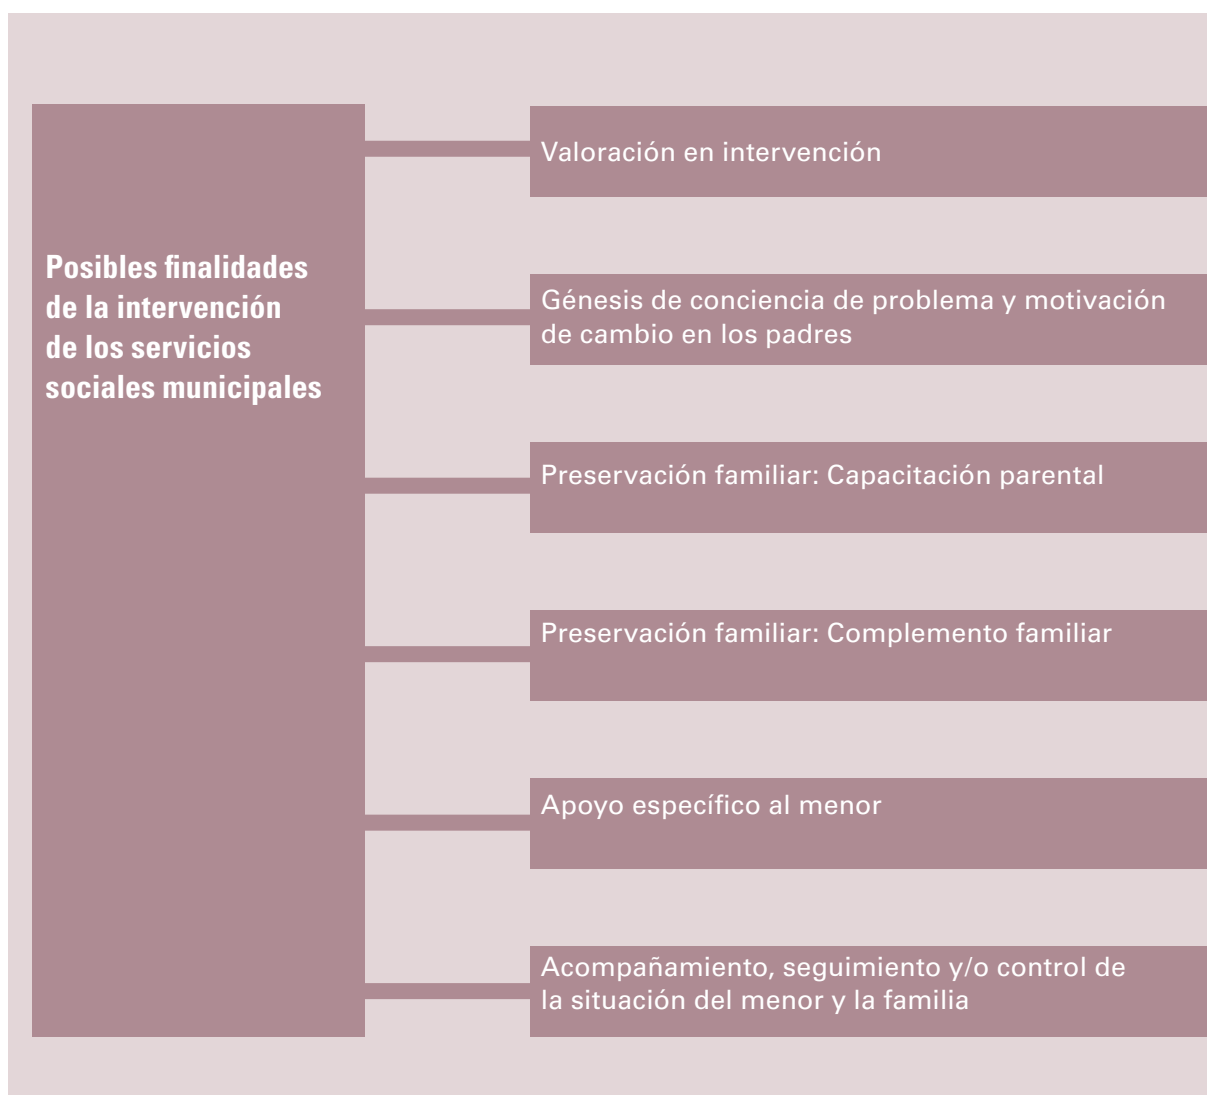 Posibles finalidades
de la intervención
de los servicios
sociales municipales
Valoración en intervención
Génesis de conciencia de problema y motivación
de cambio en los padres
Preservación familiar: Capacitación parental
Preservación familiar: Complemento familiar
Apoyo específico al menor
Acompañamiento, seguimiento y/o control de
la situación del menor y la familia